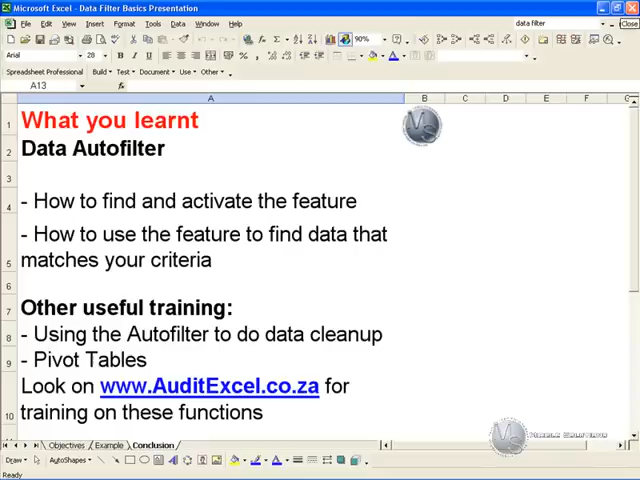 Microsoft Excel - Data Filter Basics Presentation
File Edit View Insert Format Tools Data Window Help
data filter
Close
90%
Arial
28
Spreadsheet Professional Build Test Document Use Other
A13
fx
A B C D E F
1 What you learnt
2 Data Autofilter
3
4 - How to find and activate the feature
- How to use the feature to find data that
5 matches your criteria
6
7 Other useful training:
8 - Using the Autofilter to do data cleanup
9 - Pivot Tables
Look on www.AuditExcel.co.za for
10 training on these functions
Objectives Example Conclusion
Draw AutoShapes
Ready